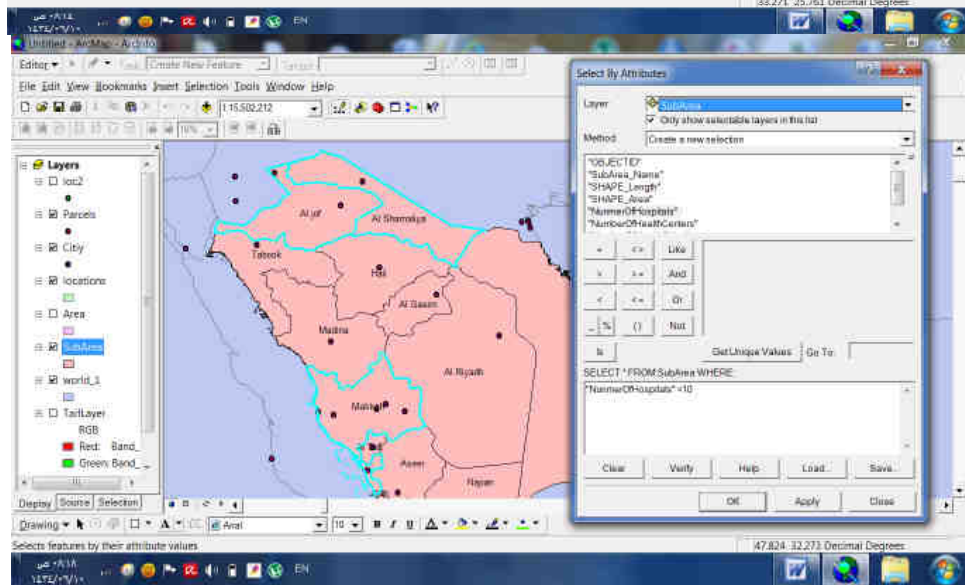 33.271 25.761 Decimal Degrees
EN
Untitled - ArcMap - ArcInfo
Editor Create New Feature
File Edit View Bookmarks Insert Selection Tools Window Help
1:15,502,212
Layers
loc2
Parcels
Citiy
locations
Area
SubArea
world_1
TaifLayer
RGB
Red: Band_
Green: Band_
Display Source Selection
Al jof
Al Shamaliya
Tabook
Hail
Al Gasim
Madina
Al Riyadh
Aseer
Najran
Select By Attributes
Layer: SubArea
Only show selectable layers in this list
Method: Create a new selection
"OBJECTID"
"SubArea_Name"
"SHAPE_Length"
"SHAPE_Area"
"NunmerOfHospitals"
"NumberOfHealthCenters"
= <> Like
> >= And
< <= Or
_ % () Not
Is Get Unique Values Go To:
SELECT * FROM SubArea WHERE:
"NunmerOfHospitals" <10
Clear Verify Help Load... Save...
OK Apply Close
Drawing A Arial 10 B I U A
Selects features by their attribute values
47.824 32.273 Decimal Degrees
EN